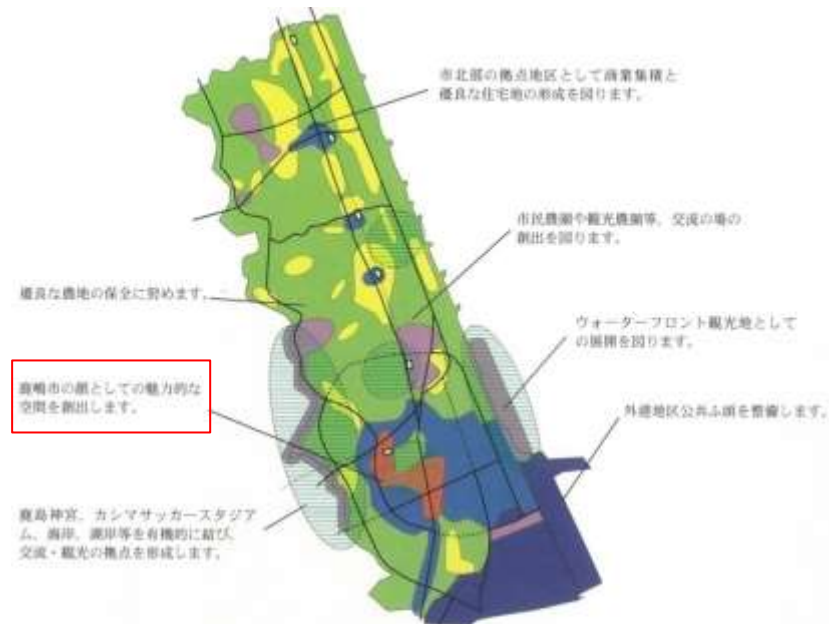 市北部の拠点地区として商業集積と
優良な住宅地の形成を図ります。
市民農園や観光農園等、交流の場の
創出を図ります。
優良な農地の保全に努めます。
ウォーターフロント観光地として
の展開を図ります。
鹿嶋市の顔としての魅力的な
空間を創出します。
外港地区公共ふ頭を整備します。
鹿島神宮、カシマサッカースタジア
ム、海岸、湖岸等を有機的に結び、
交流・観光の拠点を形成します。